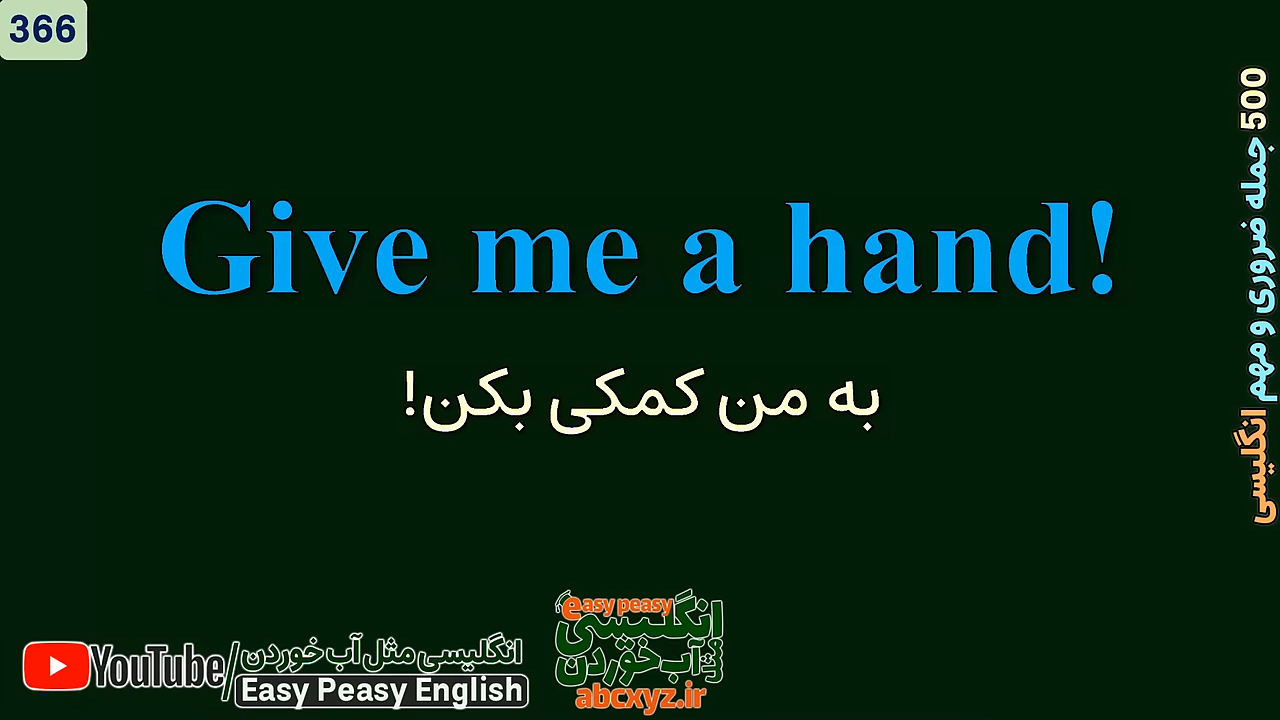 366
500 جمله ضروری و مهم انگلیسی
Give me a hand!
به من کمکی بکن!
YouTube/انگلیسی مثل آب خوردن
Easy Peasy English
easy peasy
انگلیسی
مثل آب خوردن
abcxyz.ir